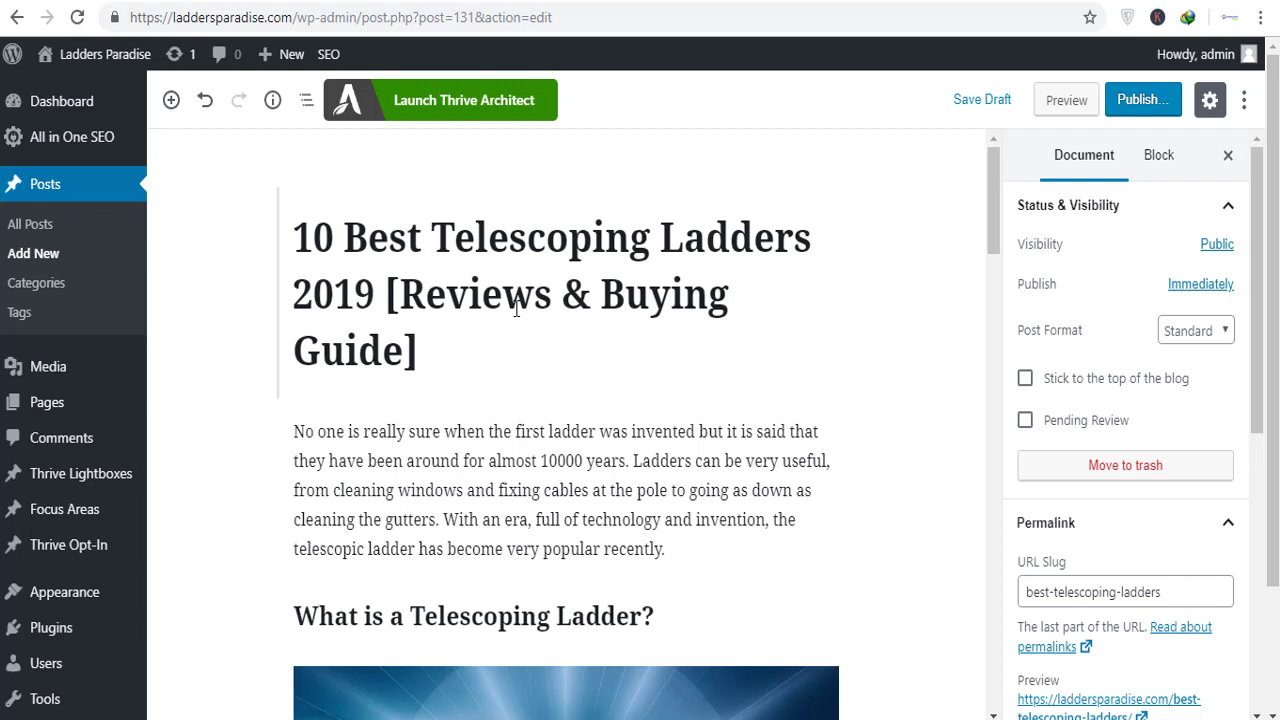 https://laddersparadise.com/wp-admin/post.php?post=131&action=edit
Ladders Paradise
1
0
New
SEO
Howdy, admin
Dashboard
All in One SEO
Posts
All Posts
Add New
Categories
Tags
Media
Pages
Comments
Thrive Lightboxes
Focus Areas
Thrive Opt-In
Appearance
Plugins
Users
Tools
Launch Thrive Architect
Save Draft
Preview
Publish...
10 Best Telescoping Ladders
2019 [Reviews & Buying
Guide]
No one is really sure when the first ladder was invented but it is said that
they have been around for almost 10000 years. Ladders can be very useful,
from cleaning windows and fixing cables at the pole to going as down as
cleaning the gutters. With an era, full of technology and invention, the
telescopic ladder has become very popular recently.
What is a Telescoping Ladder?
Document
Block
Status & Visibility
Visibility
Public
Publish
Immediately
Post Format
Standard
Stick to the top of the blog
Pending Review
Move to trash
Permalink
URL Slug
best-telescoping-ladders
The last part of the URL. Read about
permalinks
Preview
https://laddersparadise.com/best-
telescoping-ladders/